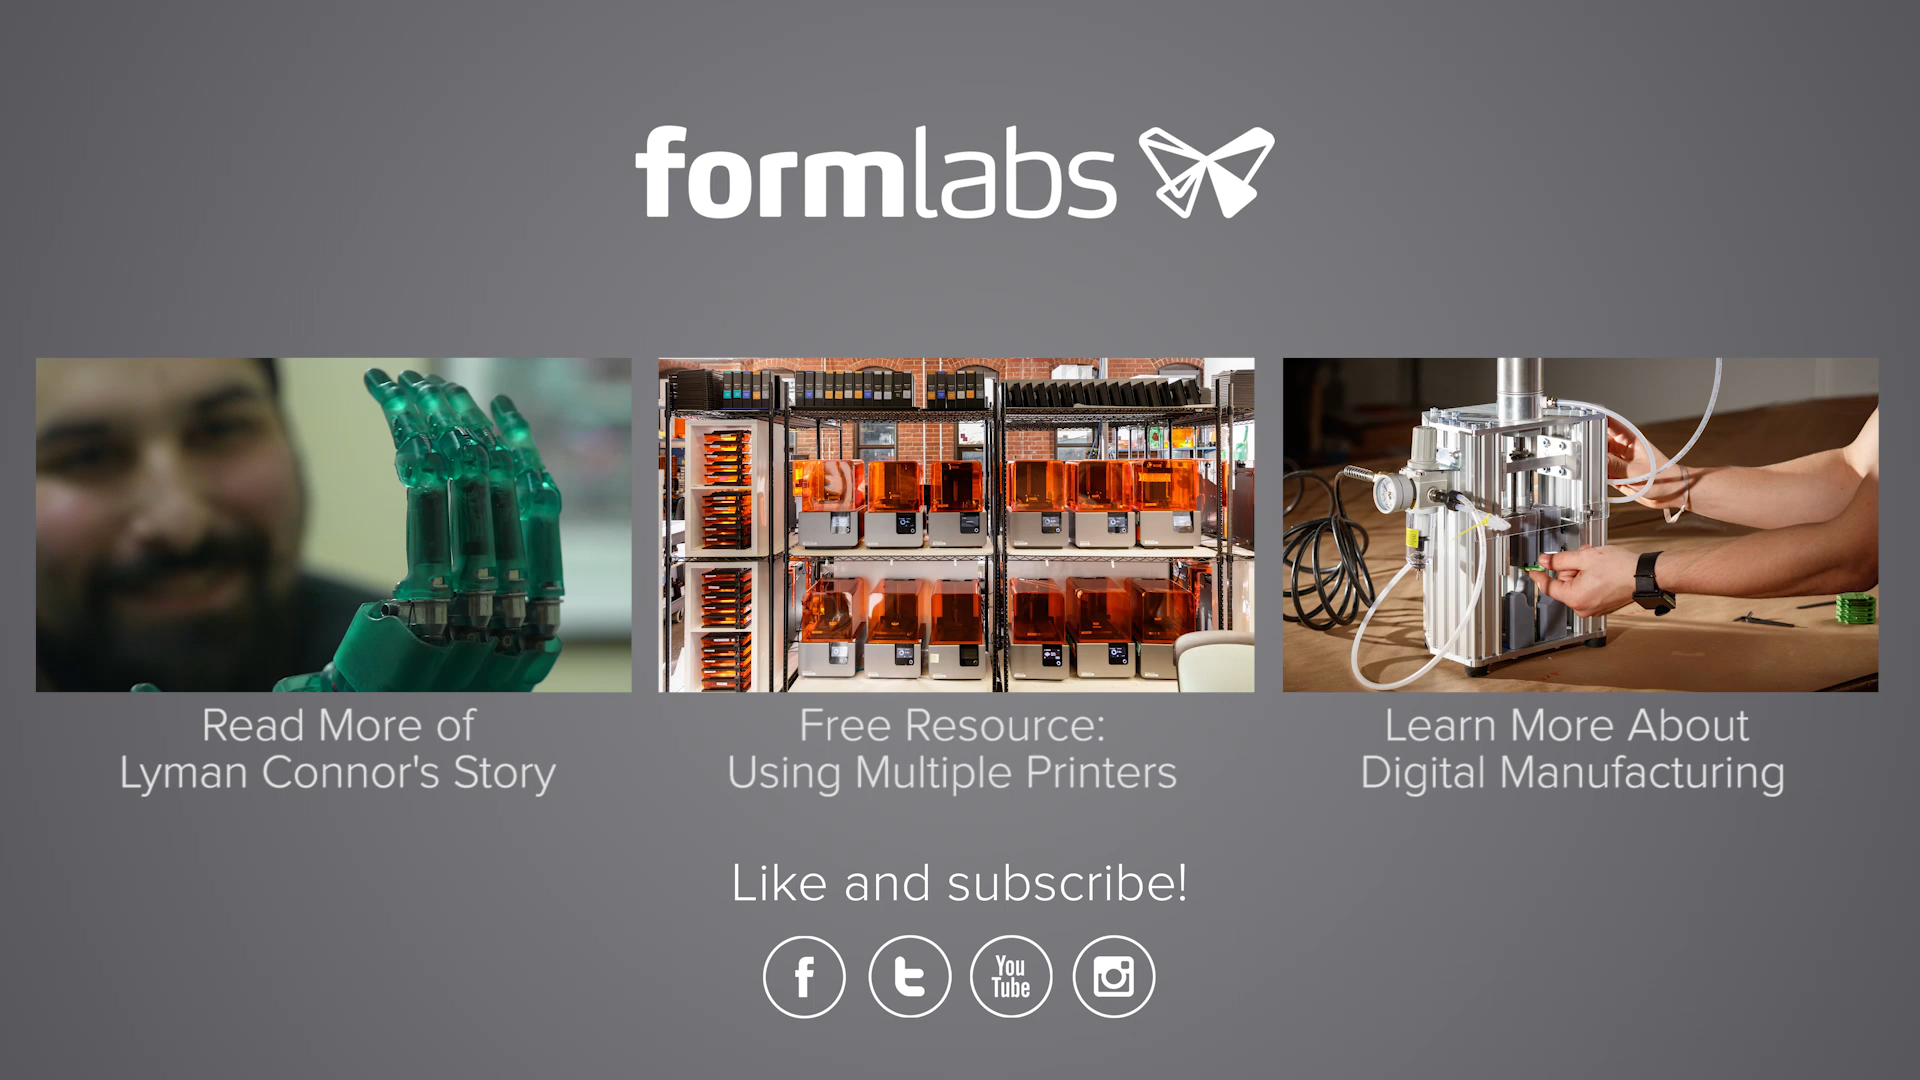 formlabs
Read More of
Lyman Connor's Story
Free Resource:
Using Multiple Printers
Learn More About
Digital Manufacturing
Like and subscribe!
You
Tube